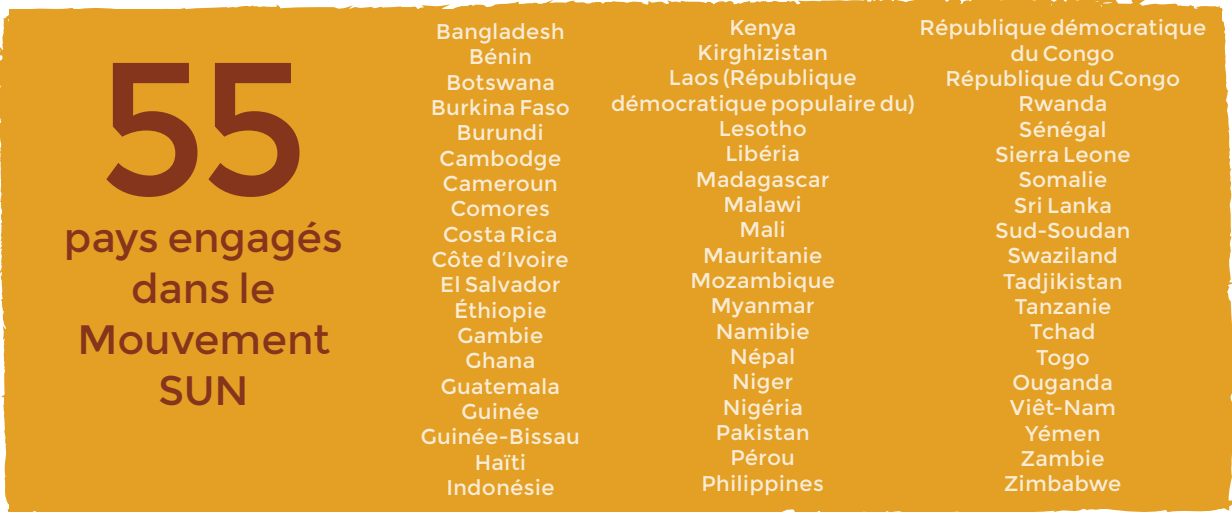 55
pays engagés
dans le
Mouvement
SUN
Bangladesh
Bénin
Botswana
Burkina Faso
Burundi
Cambodge
Cameroun
Comores
Costa Rica
Côte d’Ivoire
El Salvador
Éthiopie
Gambie
Ghana
Guatemala
Guinée
Guinée-Bissau
Haïti
Indonésie
Kenya
Kirghizistan
Laos (République
démocratique populaire du)
Lesotho
Libéria
Madagascar
Malawi
Mali
Mauritanie
Mozambique
Myanmar
Namibie
Népal
Niger
Nigéria
Pakistan
Pérou
Philippines
République démocratique
du Congo
République du Congo
Rwanda
Sénégal
Sierra Leone
Somalie
Sri Lanka
Sud-Soudan
Swaziland
Tadjikistan
Tanzanie
Tchad
Togo
Ouganda
Viêt-Nam
Yémen
Zambie
Zimbabwe